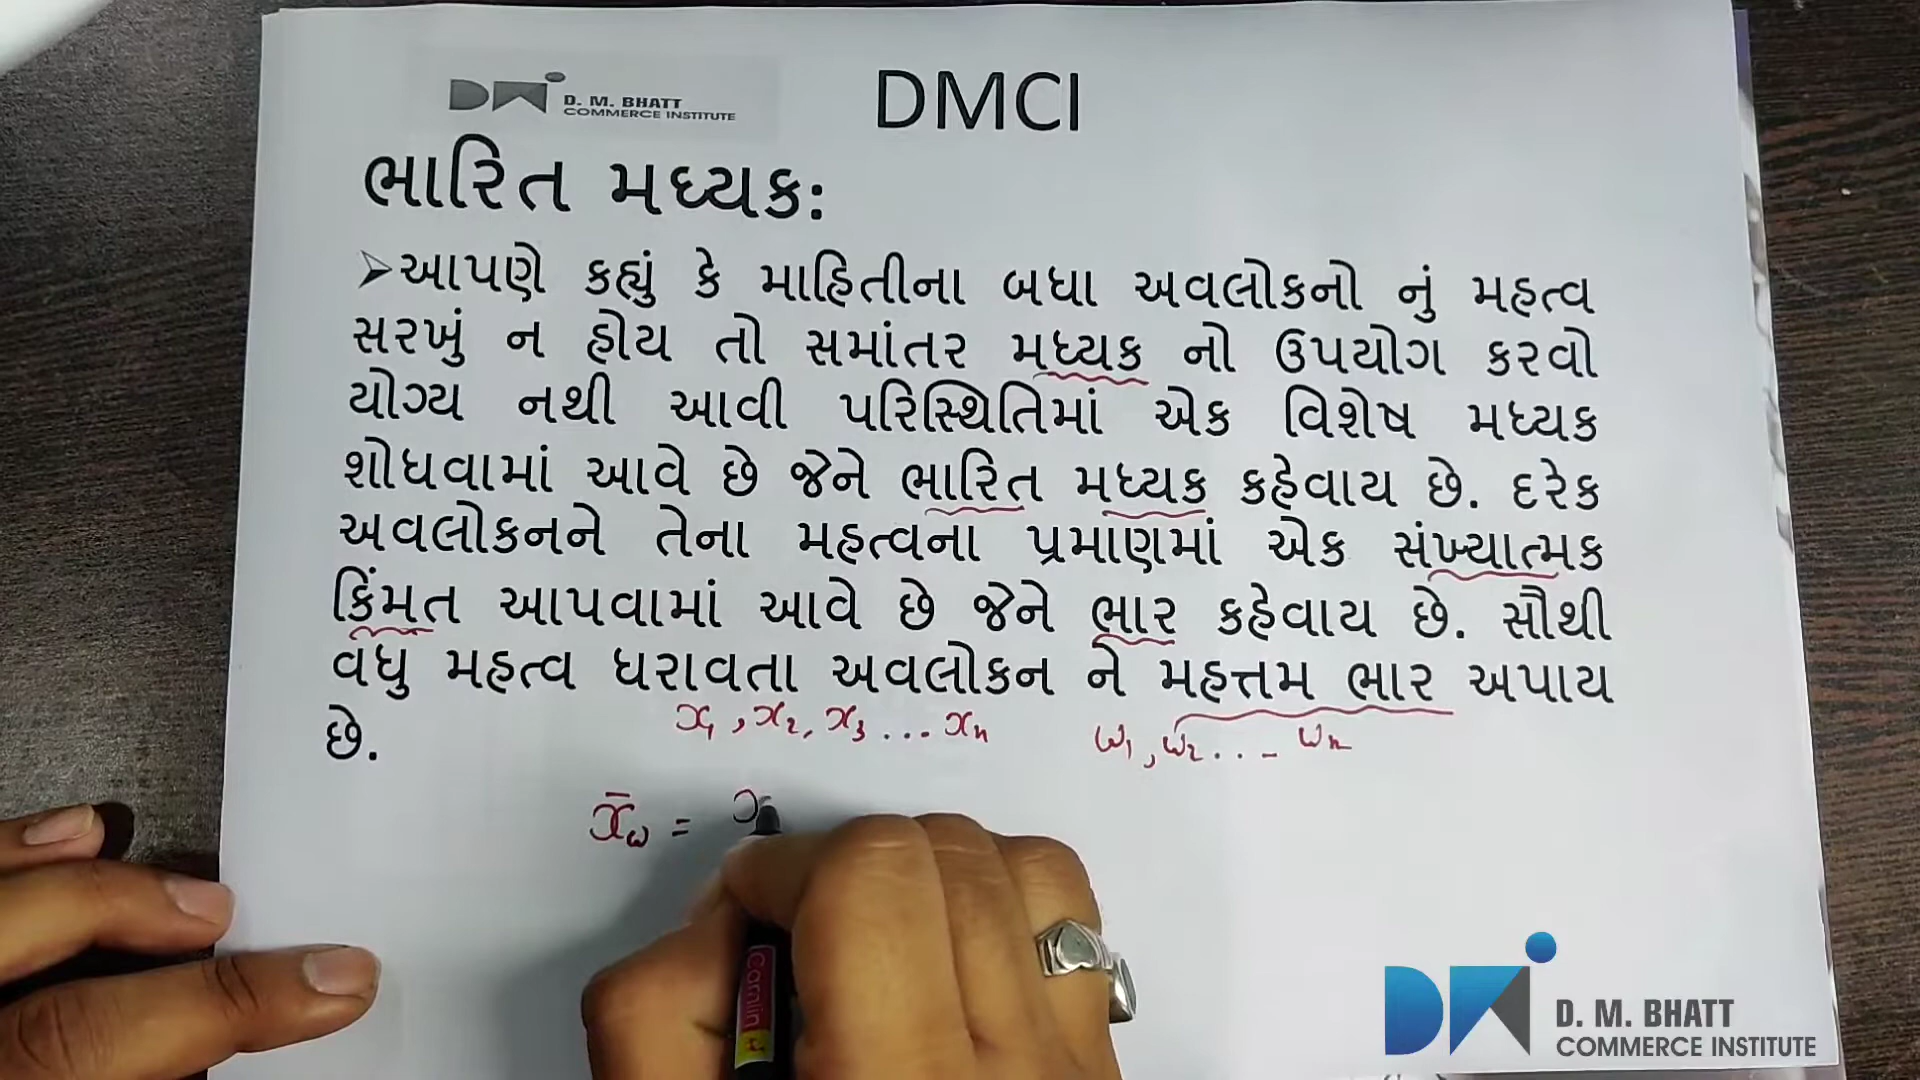 D. M. BHATT
COMMERCE INSTITUTE
DMCI
ભારિત મધ્યક:
➤આપણે કહ્યું કે માહિતીના બધા અવલોકનો નું મહત્વ
સરખું ન હોય તો સમાંતર મધ્યક નો ઉપયોગ કરવો
યોગ્ય નથી આવી પરિસ્થિતિમાં એક વિશેષ મધ્યક
શોધવામાં આવે છે જેને ભારિત મધ્યક કહેવાય છે. દરેક
અવલોકનને તેના મહત્વના પ્રમાણમાં એક સંખ્યાત્મક
કિંમત આપવામાં આવે છે જેને ભાર કહેવાય છે. સૌથી
વધુ મહત્વ ધરાવતા અવલોકન ને મહત્તમ ભાર અપાય
છે.
x₁, x₂, x₃ ... xₙ w₁, w₂ ... wₙ
x̄w =
Comlin
D. M. BHATT
COMMERCE INSTITUTE